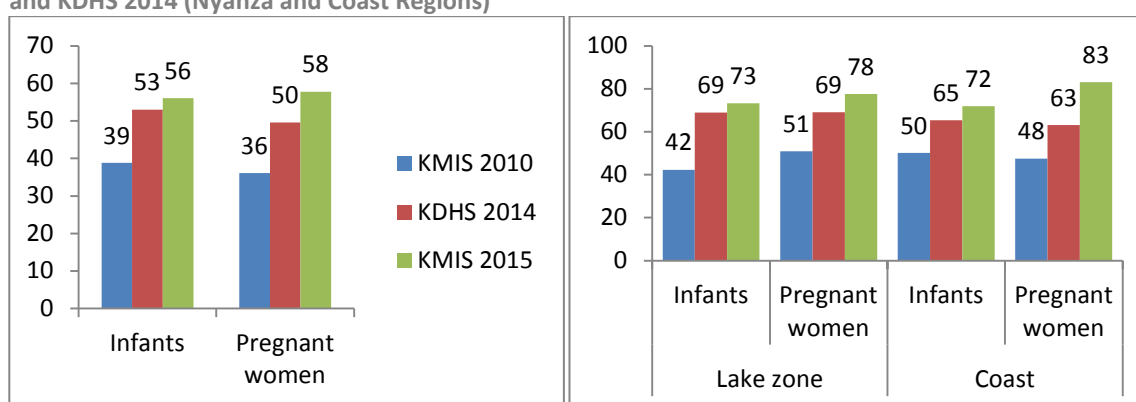 and KDHS 2014 (Nyanza and Coast Regions)
70
60
50
40
30
20
10
0
39
53
56
36
50
58
Infants
Pregnant
women
KMIS 2010
KDHS 2014
KMIS 2015
100
80
60
40
20
0
42
69
73
51
69
78
50
65
72
48
63
83
Infants
Pregnant
women
Infants
Pregnant
women
Lake zone
Coast